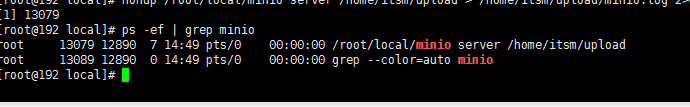 [root@192 local]# nohup /root/local/minio server /home/itsm/upload > /home/itsm/upload/minio.log 2>
[1] 13079
[root@192 local]# ps -ef | grep minio
root 13079 12890 7 14:49 pts/0 00:00:00 /root/local/minio server /home/itsm/upload
root 13089 12890 0 14:49 pts/0 00:00:00 grep --color=auto minio
[root@192 local]#